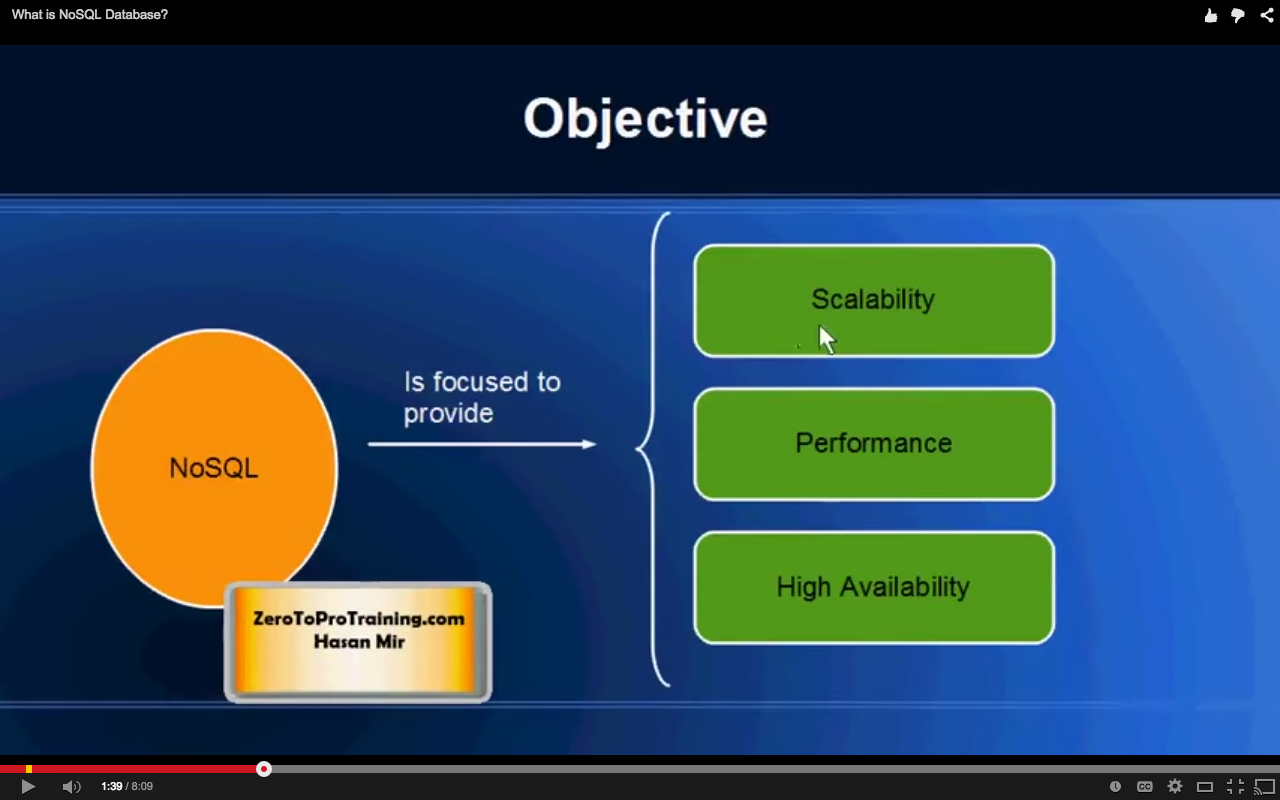 What is NoSQL Database?
Objective
Scalability
Is focused to
provide
Performance
NoSQL
High Availability
ZeroToProTraining.com
Hasan Mir
1:39 / 8:09
CC